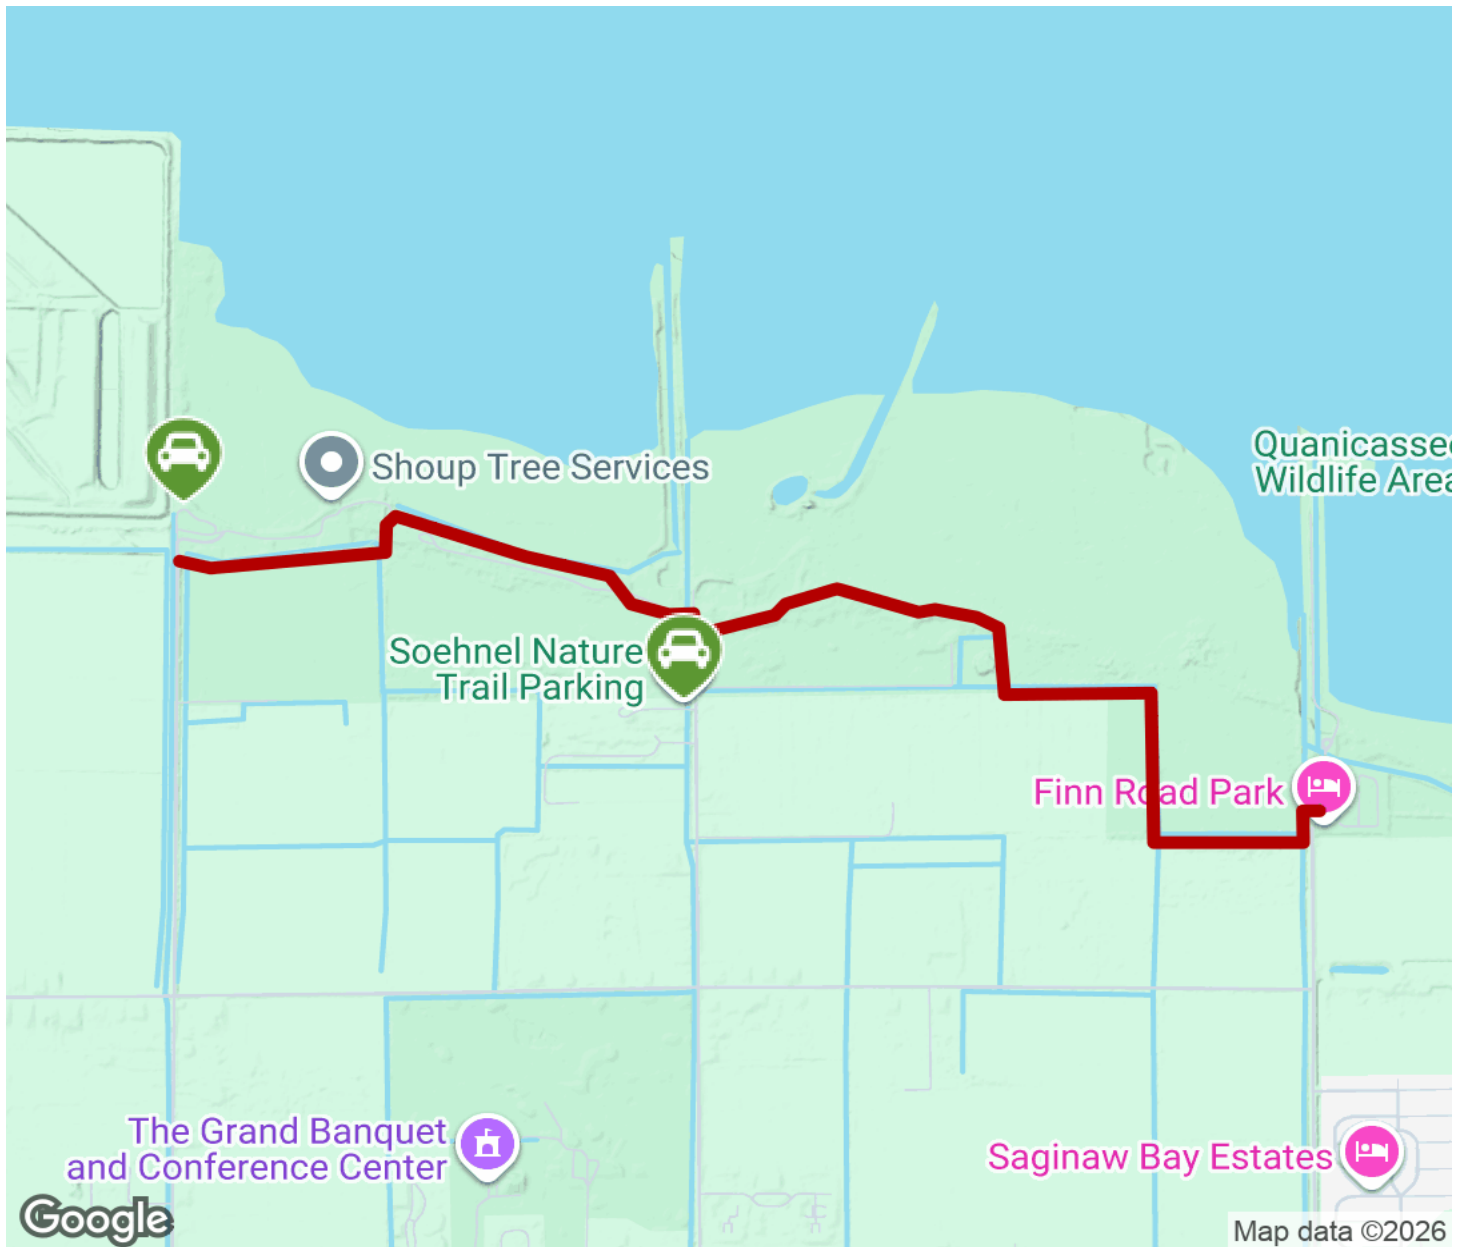 Shoup Tree Services
Quanicassee
Wildlife Area
Soehnel Nature
Trail Parking
Finn Road Park
The Grand Banquet
and Conference Center
Saginaw Bay Estates
Google
Map data ©2026